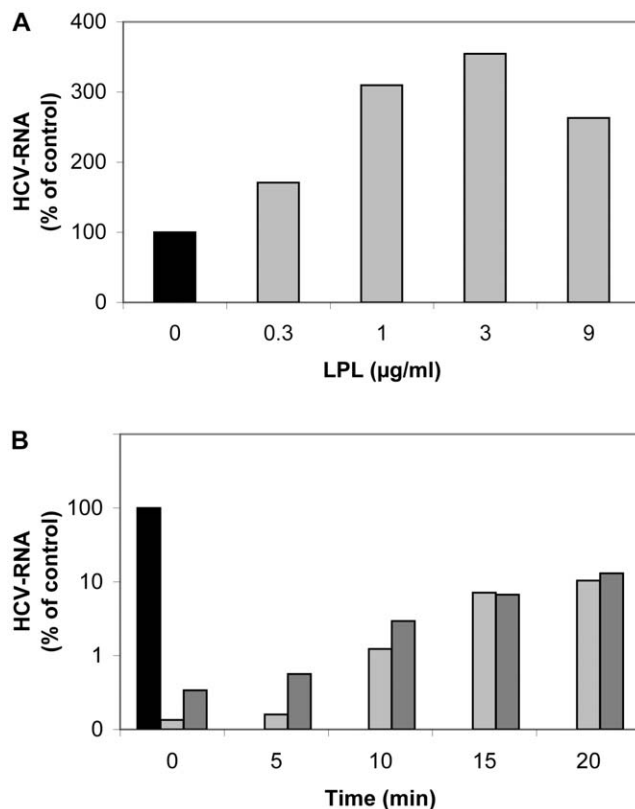 A
HCV-RNA
(% of control)
400
300
200
100
0
0 0.3 1 3 9
LPL (µg/ml)
B
HCV-RNA
(% of control)
100
10
1
0
0 5 10 15 20
Time (min)